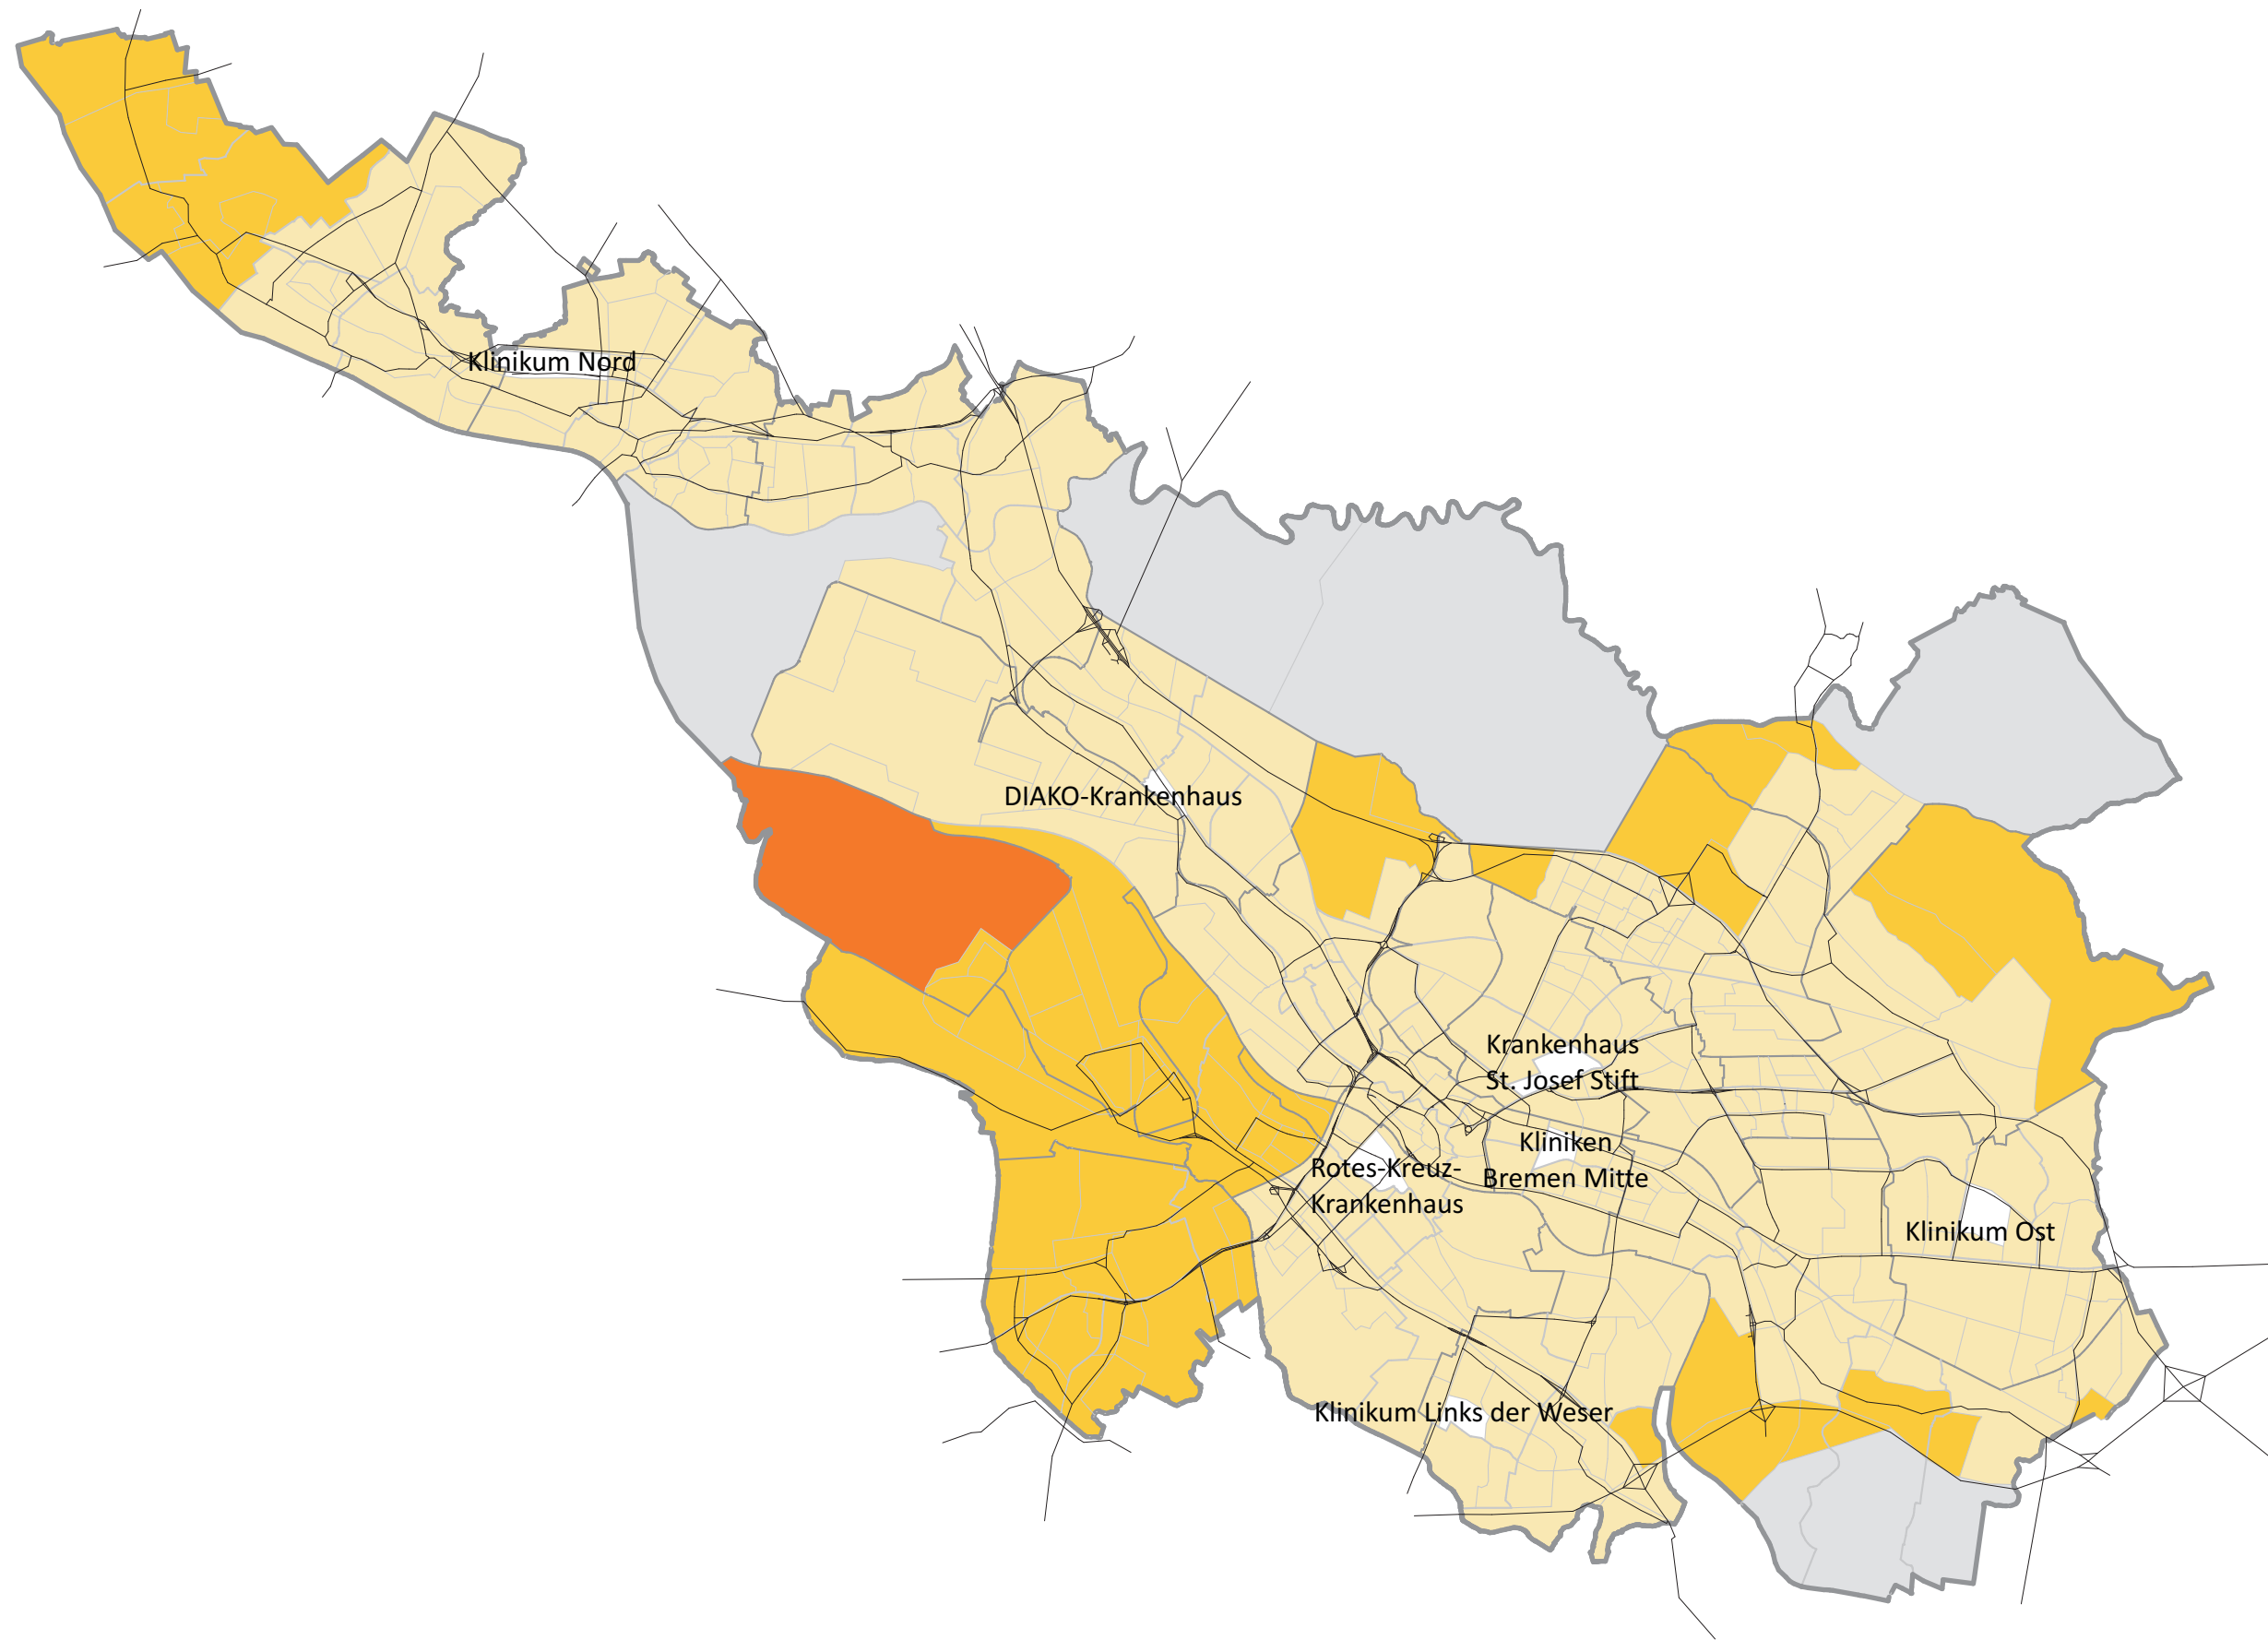 Klinikum Nord
DIAKO-Krankenhaus
Krankenhaus
St. Josef Stift
Kliniken
Bremen Mitte
Rotes-Kreuz-
Krankenhaus
Klinikum Ost
Klinikum Links der Weser